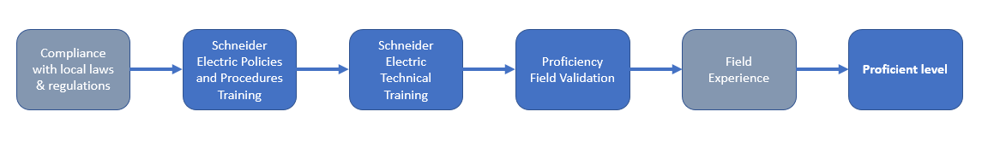 Compliance
with local laws
& regulations
Schneider
Electric Policies
and Procedures
Training
Schneider
Electric
Technical
Training
Proficiency
Field Validation
Field
Experience
Proficient level